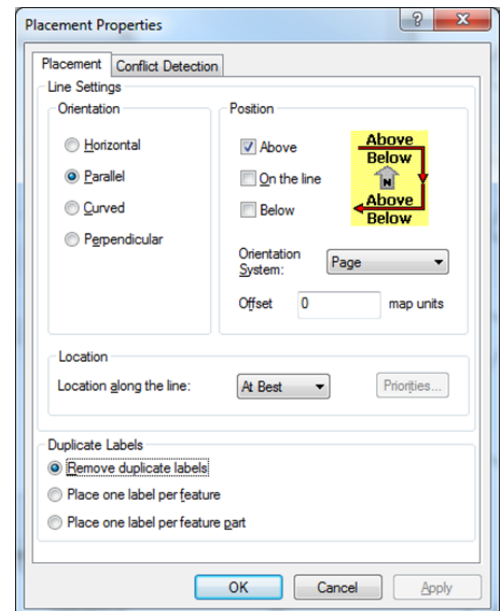 Placement Properties
Placement
Conflict Detection
Line Settings
Orientation
Horizontal
Parallel
Curved
Perpendicular
Position
Above
On the line
Below
Above
Below
N
Above
Below
Orientation
System:
Page
Offset
0
map units
Location
Location along the line:
At Best
Priorities...
Duplicate Labels
Remove duplicate labels
Place one label per feature
Place one label per feature part
OK
Cancel
Apply